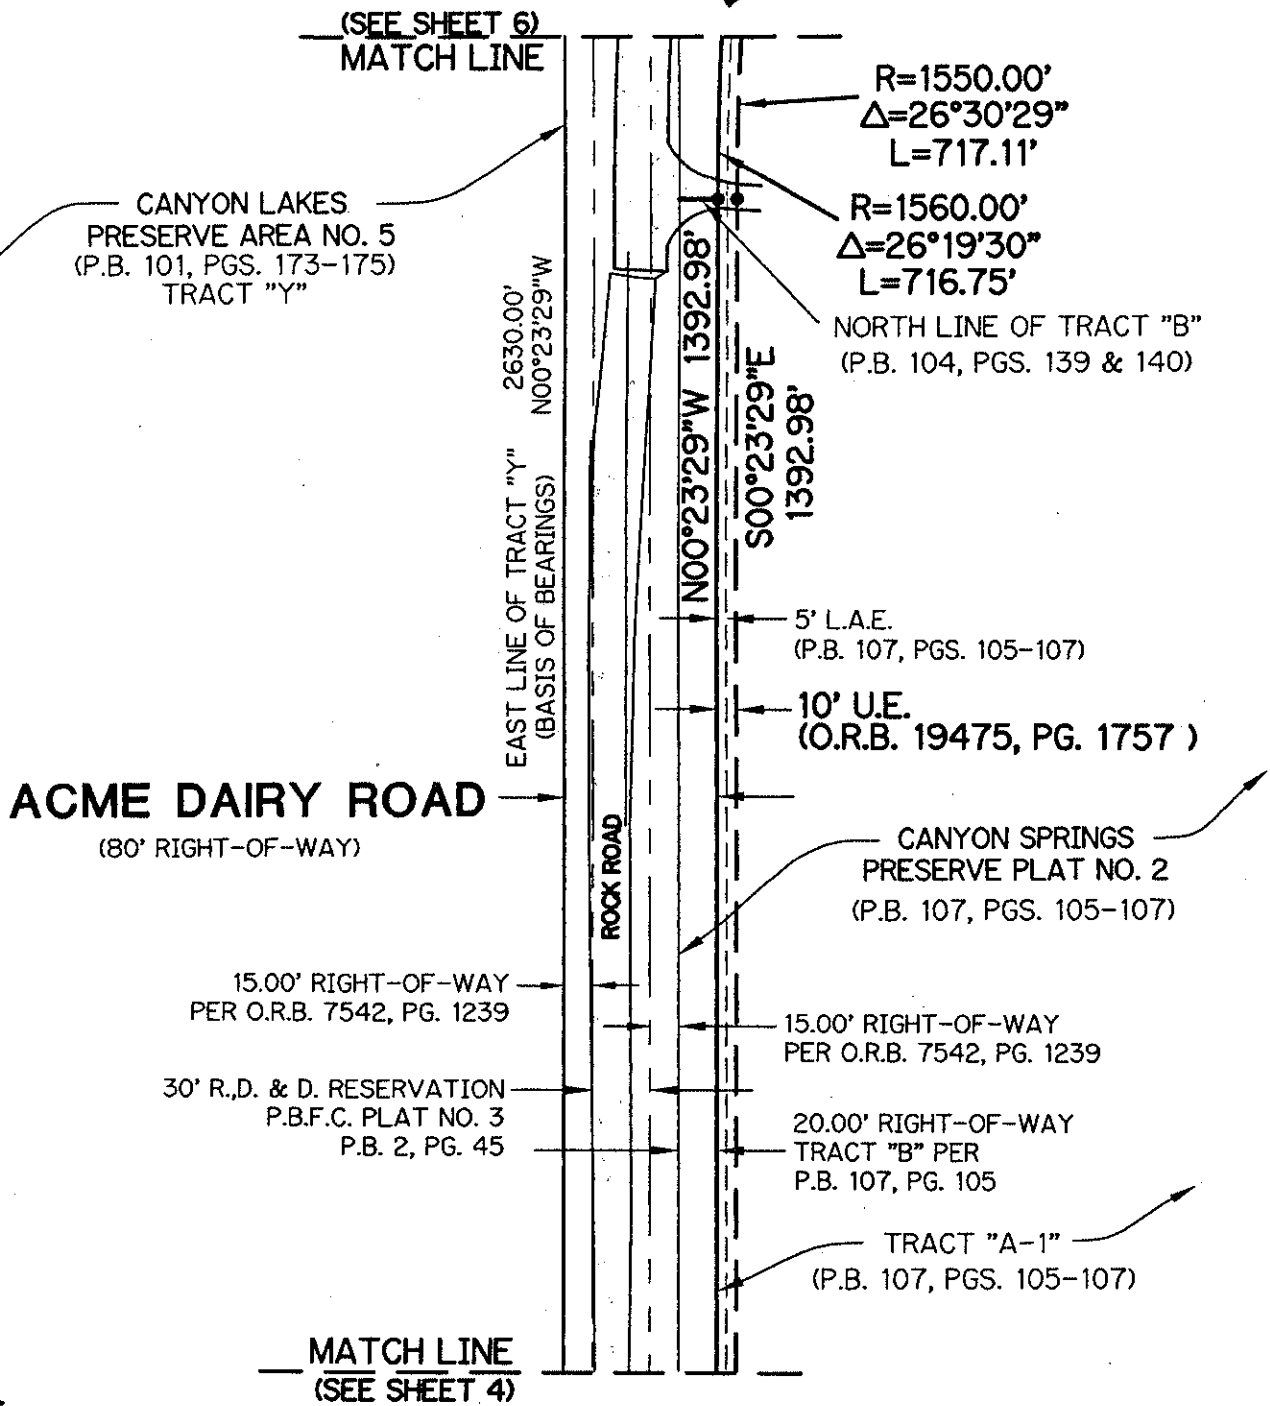 (SEE SHEET 6)
MATCH LINE
R=1550.00'
Δ=26°30'29"
L=717.11'
CANYON LAKES
PRESERVE AREA NO. 5
(P.B. 101, PGS. 173-175)
TRACT "Y"
R=1560.00'
Δ=26°19'30"
L=716.75'
NORTH LINE OF TRACT "B"
(P.B. 104, PGS. 139 & 140)
2630.00'
N00°23'29"W
EAST LINE OF TRACT "Y"
(BASIS OF BEARINGS)
N00°23'29"W 1392.98'
S00°23'29"E
1392.98'
5' L.A.E.
(P.B. 107, PGS. 105-107)
10' U.E.
(O.R.B. 19475, PG. 1757 )
ACME DAIRY ROAD
(80' RIGHT-OF-WAY)
ROCK ROAD
CANYON SPRINGS
PRESERVE PLAT NO. 2
(P.B. 107, PGS. 105-107)
15.00' RIGHT-OF-WAY
PER O.R.B. 7542, PG. 1239
15.00' RIGHT-OF-WAY
PER O.R.B. 7542, PG. 1239
30' R.,D. & D. RESERVATION
P.B.F.C. PLAT NO. 3
P.B. 2, PG. 45
20.00' RIGHT-OF-WAY
TRACT "B" PER
P.B. 107, PG. 105
TRACT "A-1"
(P.B. 107, PGS. 105-107)
MATCH LINE
(SEE SHEET 4)